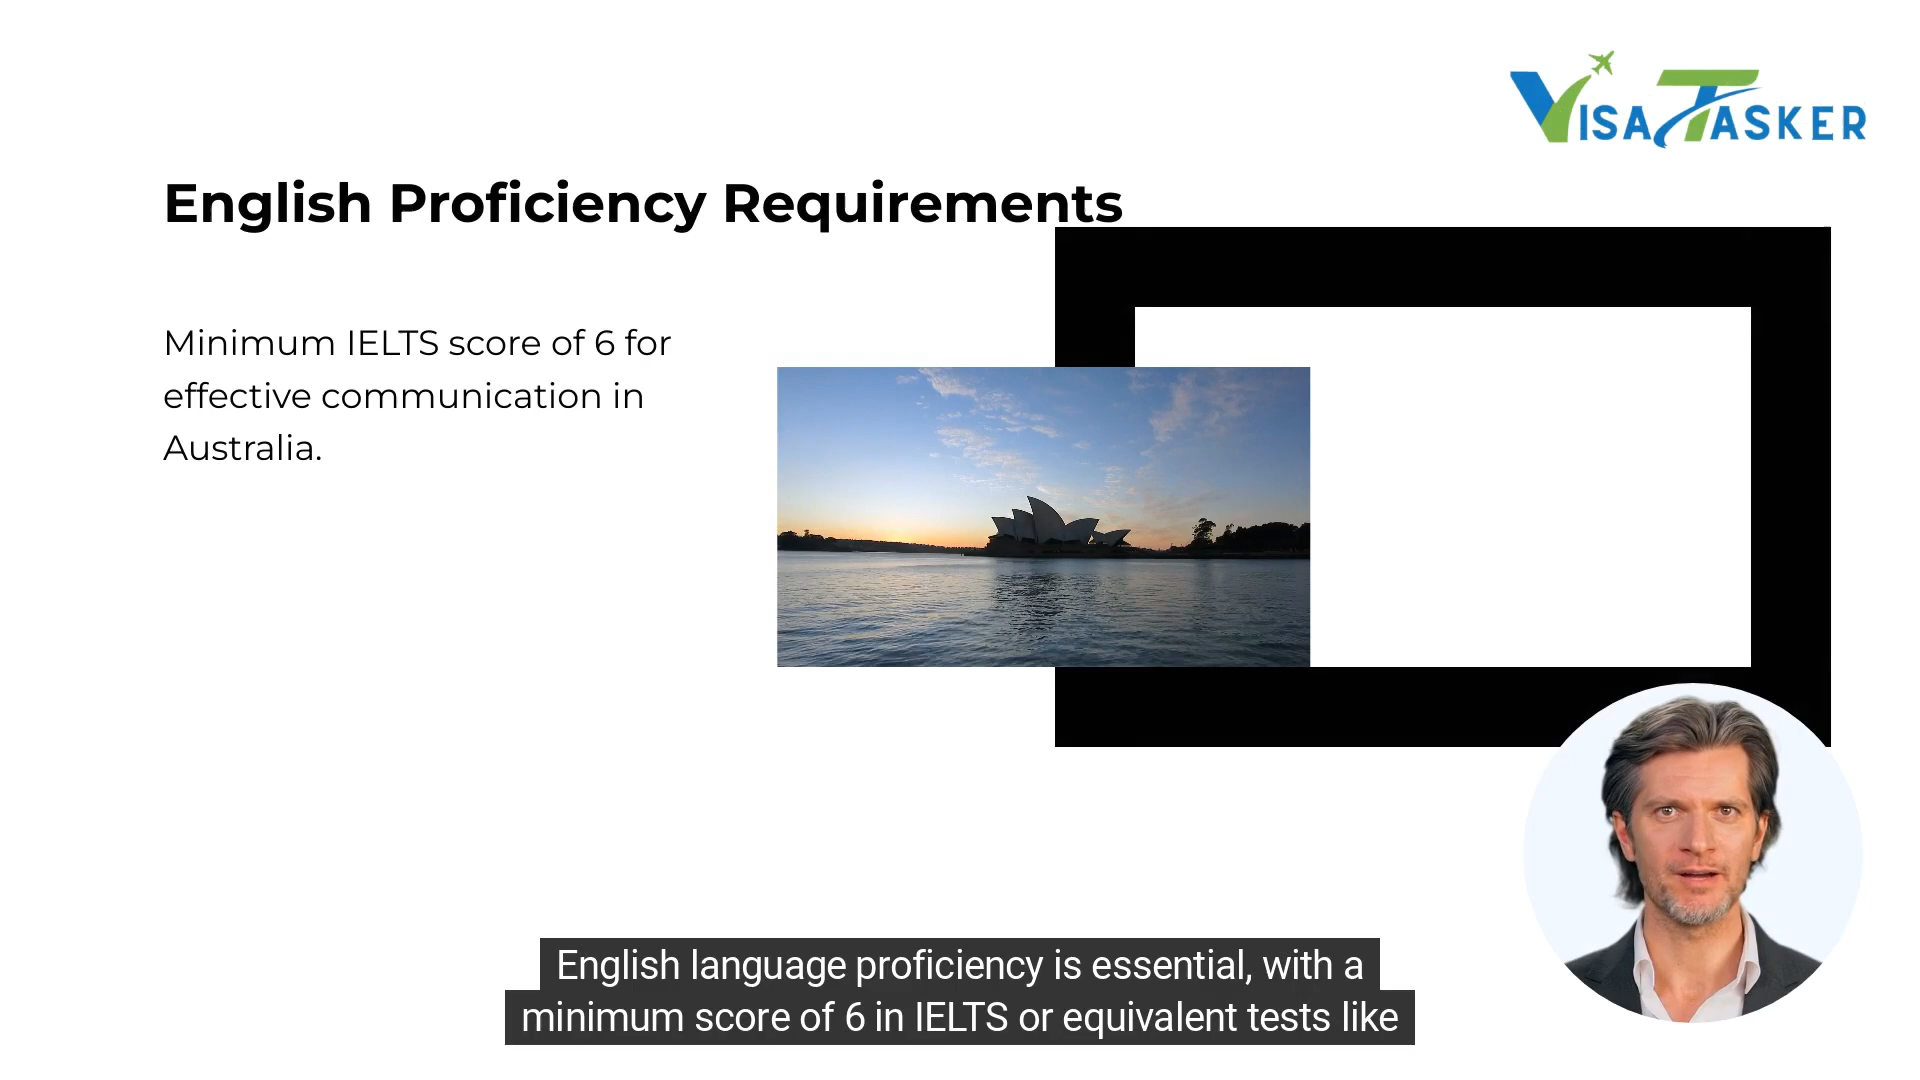 VISA TASKER
English Proficiency Requirements
Minimum IELTS score of 6 for
effective communication in
Australia.
English language proficiency is essential, with a
minimum score of 6 in IELTS or equivalent tests like